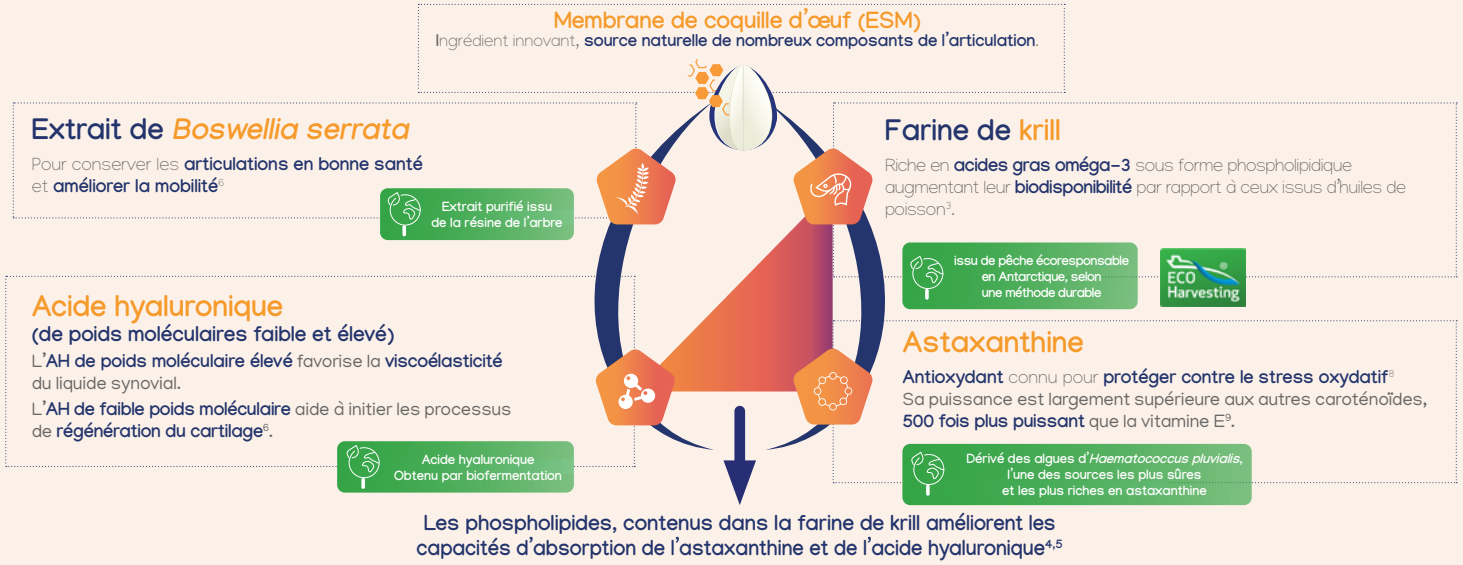 Membrane de coquille d'œuf (ESM)
Ingrédient innovant, source naturelle de nombreux composants de l'articulation.
Extrait de Boswellia serrata
Pour conserver les articulations en bonne santé
et améliorer la mobilité⁶
Extrait purifié issu
de la résine de l'arbre
Farine de krill
Riche en acides gras oméga-3 sous forme phospholipidique
augmentant leur biodisponibilité par rapport à ceux issus d'huiles de
poisson³.
issu de pêche écoresponsable
en Antarctique, selon
une méthode durable
ECO
Harvesting
®
Acide hyaluronique
(de poids moléculaires faible et élevé)
L'AH de poids moléculaire élevé favorise la viscoélasticité
du liquide synovial.
L'AH de faible poids moléculaire aide à initier les processus
de régénération du cartilage⁶.
Acide hyaluronique
Obtenu par biofermentation
Astaxanthine
Antioxydant connu pour protéger contre le stress oxydatif⁸
Sa puissance est largement supérieure aux autres caroténoïdes,
500 fois plus puissant que la vitamine E⁹.
Dérivé des algues d'Haematococcus pluvialis,
l'une des sources les plus sûres
et les plus riches en astaxanthine
Les phospholipides, contenus dans la farine de krill améliorent les
capacités d'absorption de l'astaxanthine et de l'acide hyaluronique⁴,⁵